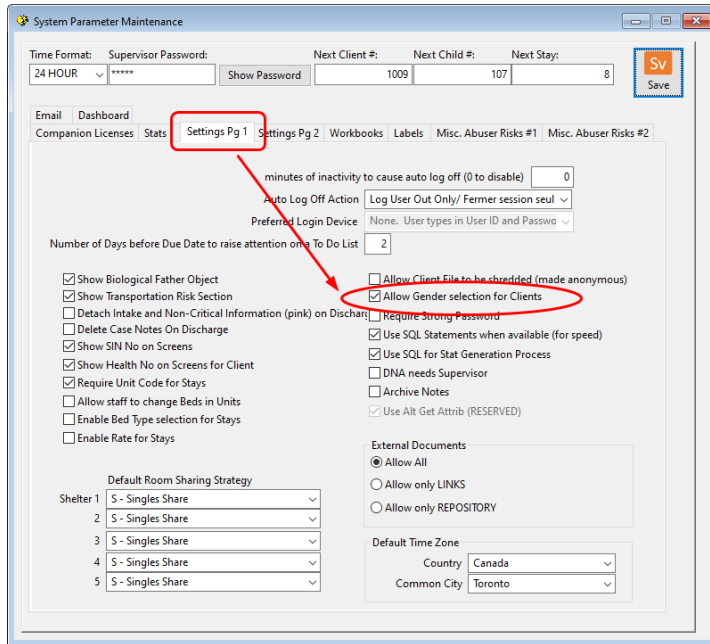 System Parameter Maintenance
Time Format: Supervisor Password: Next Client #: Next Child #: Next Stay:
24 HOUR ***** Show Password 1009 107 8 Sv
Save
Email Dashboard
Companion Licenses Stats Settings Pg 1 Settings Pg 2 Workbooks Labels Misc. Abuser Risks #1 Misc. Abuser Risks #2
minutes of inactivity to cause auto log off (0 to disable) 0
Auto Log Off Action Log User Out Only/ Fermer session seul
Preferred Login Device None. User types in User ID and Passwo
Number of Days before Due Date to raise attention on a To Do List 2
Show Biological Father Object
Show Transportation Risk Section
Detach Intake and Non-Critical Information (pink) on Discharg
Delete Case Notes On Discharge
Show SIN No on Screens
Show Health No on Screens for Client
Require Unit Code for Stays
Allow staff to change Beds in Units
Enable Bed Type selection for Stays
Enable Rate for Stays
Allow Client File to be shredded (made anonymous)
Allow Gender selection for Clients
Require Strong Password
Use SQL Statements when available (for speed)
Use SQL for Stat Generation Process
DNA needs Supervisor
Archive Notes
Use Alt Get Attrib (RESERVED)
Default Room Sharing Strategy
Shelter 1 S - Singles Share
2 S - Singles Share
3 S - Singles Share
4 S - Singles Share
5 S - Singles Share
External Documents
Allow All
Allow only LINKS
Allow only REPOSITORY
Default Time Zone
Country Canada
Common City Toronto